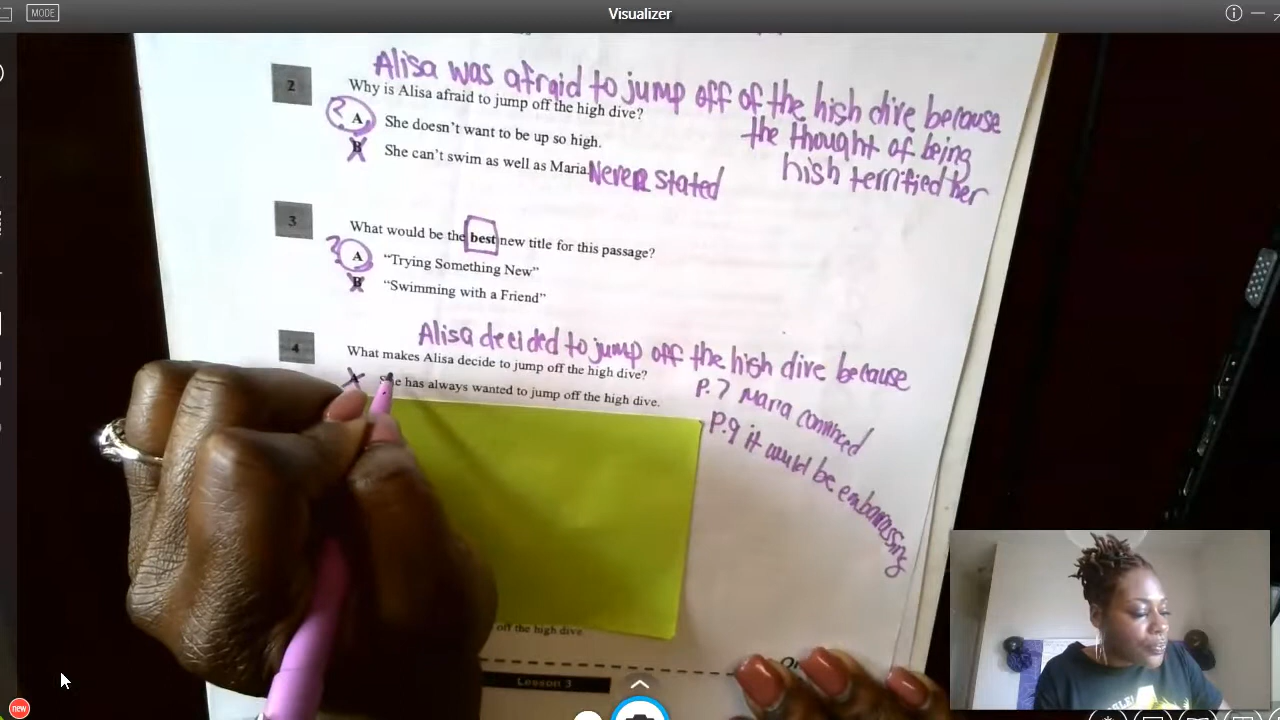 MODE
Visualizer
Alisa was afraid to jump off of the high dive because
the thought of being
high terrified her
2
Why is Alisa afraid to jump off the high dive?
A. She doesn't want to be up so high.
B She can't swim as well as Maria.
Never stated
3
What would be the best new title for this passage?
A "Trying Something New"
B "Swimming with a Friend"
Alisa decided to jump off the high dive because
4
What makes Alisa decide to jump off the high dive?
She has always wanted to jump off the high dive.
P.7 Maria convinced
P.9 it would be embarassing
off the high dive.
Lesson 3
new